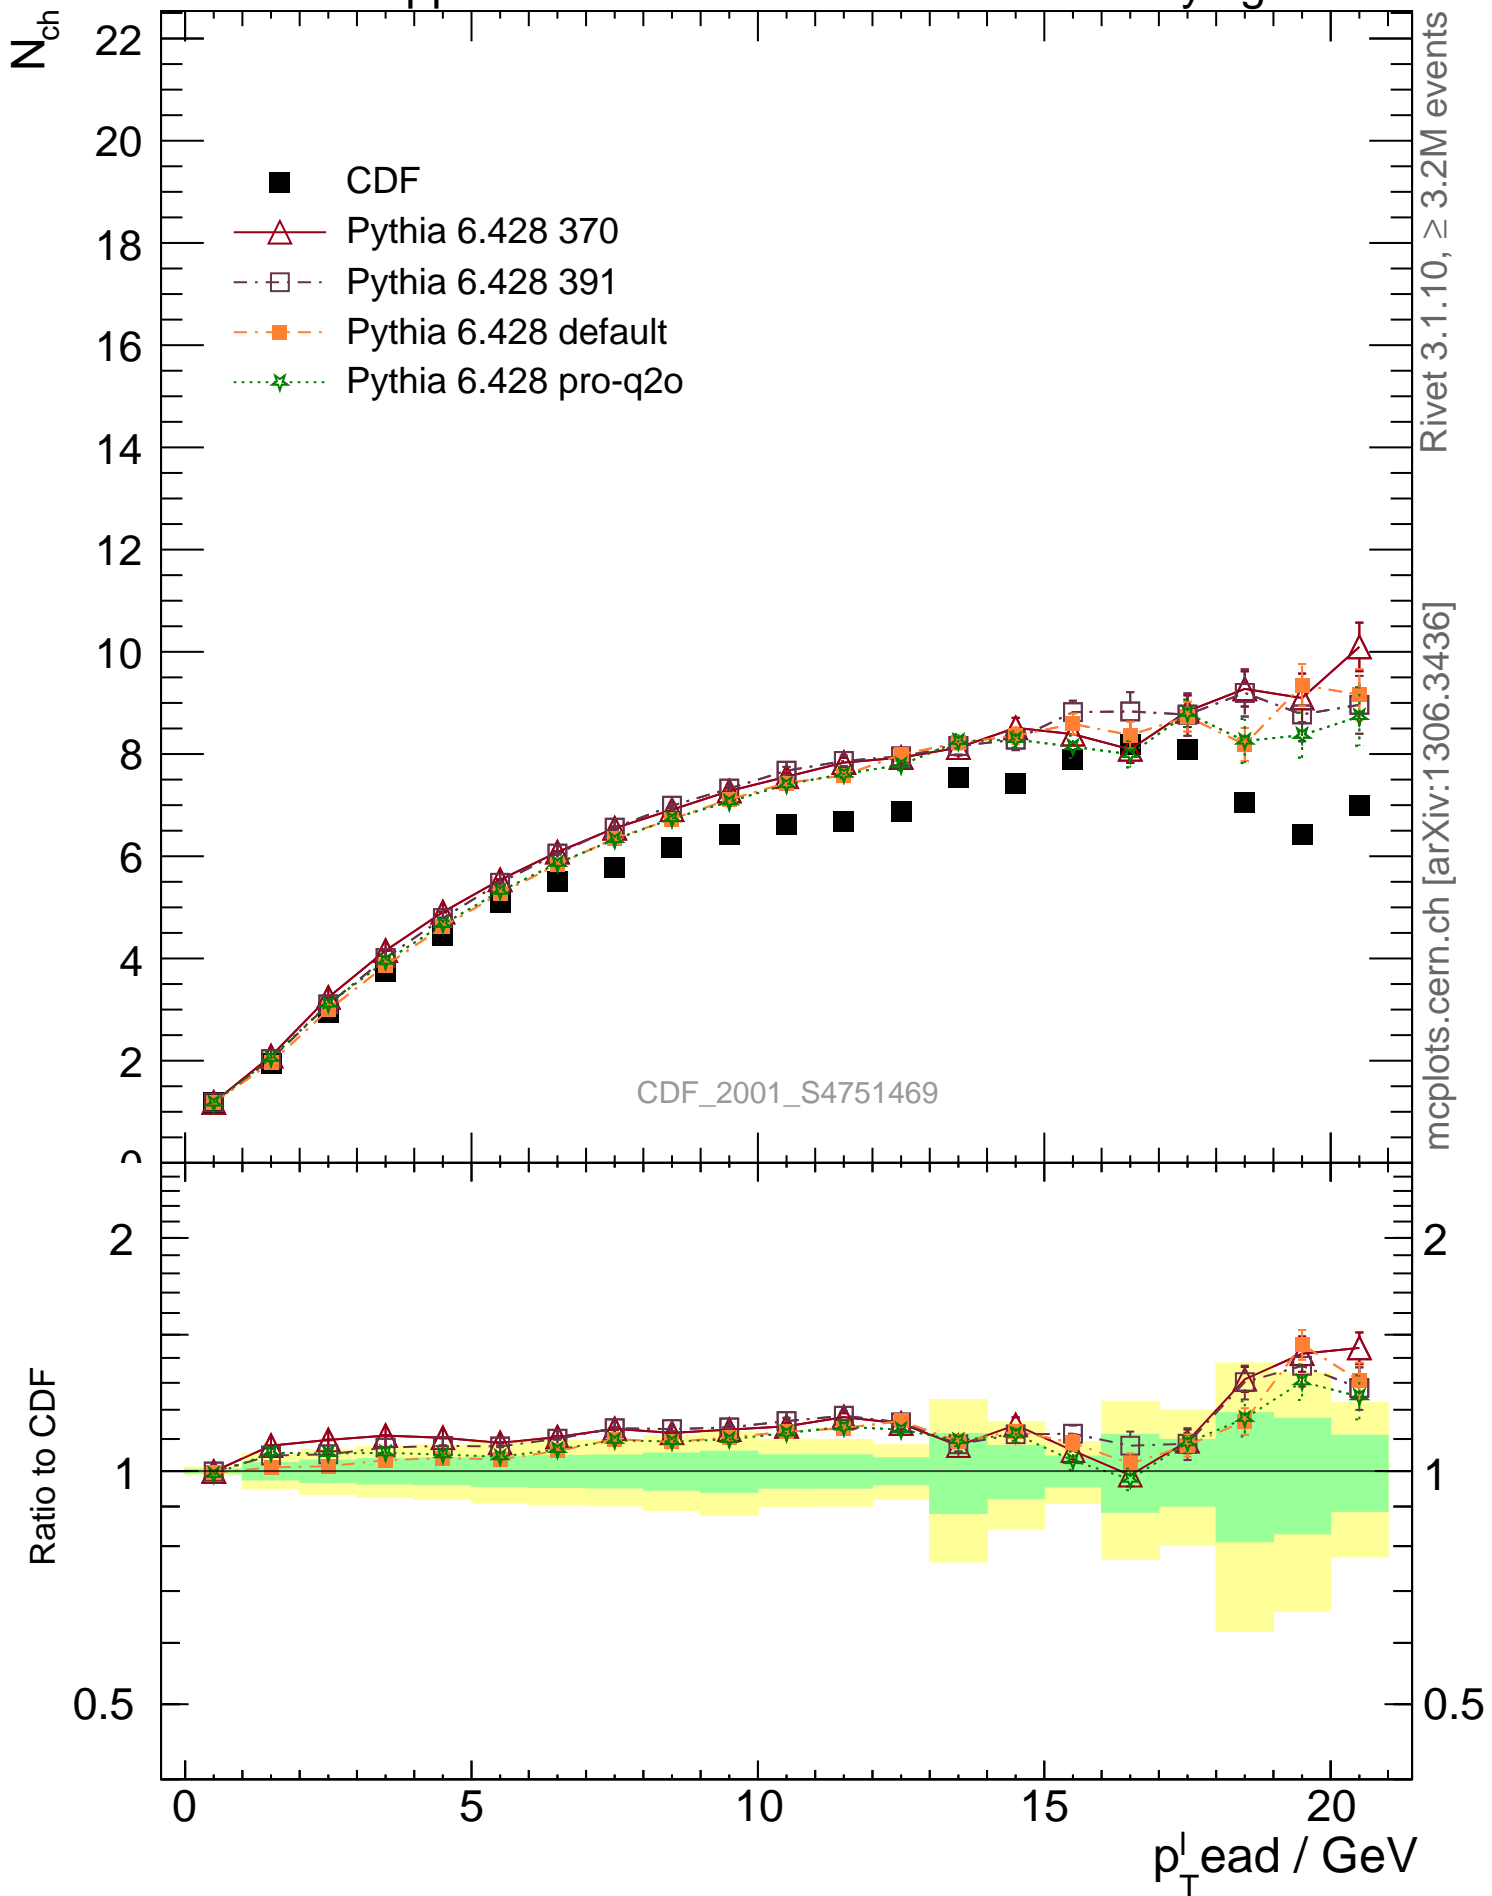 N_ch
22
20
18
16
14
12
10
8
6
4
2
0
CDF
Pythia 6.428 370
Pythia 6.428 391
Pythia 6.428 default
Pythia 6.428 pro-q2o
CDF_2001_S4751469
Rivet 3.1.10, ≥ 3.2M events
mcplots.cern.ch [arXiv:1306.3436]
Ratio to CDF
2
1
0.5
2
1
0.5
0 5 10 15 20
p_T^lead / GeV